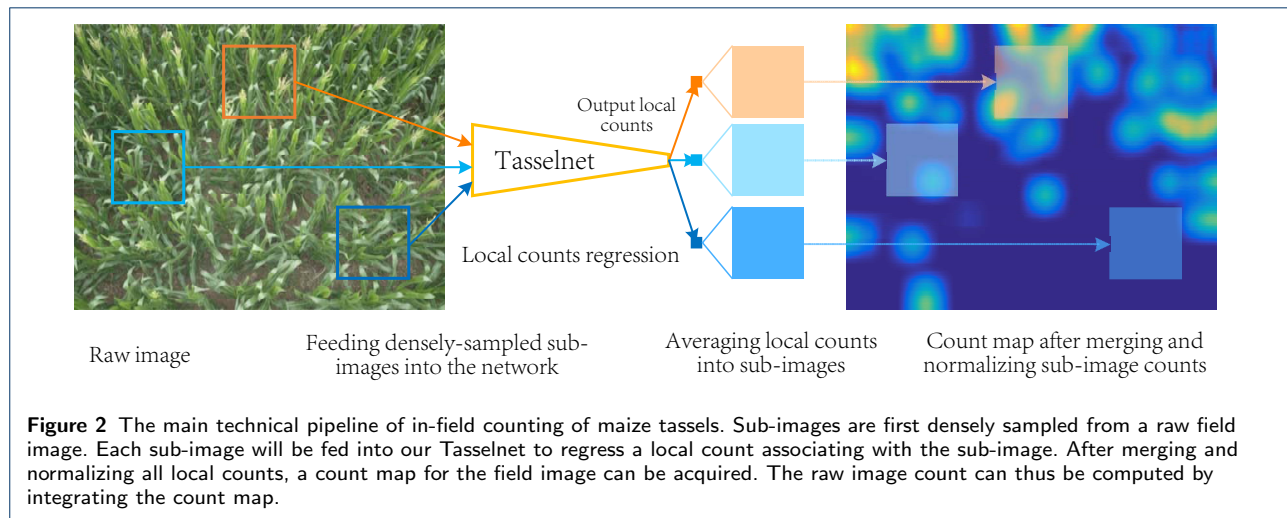 Output local
counts
Tasselnet
Local counts regression
Raw image
Feeding densely-sampled sub-
images into the network
Averaging local counts
into sub-images
Count map after merging and
normalizing sub-image counts
Figure 2 The main technical pipeline of in-field counting of maize tassels. Sub-images are first densely sampled from a raw field
image. Each sub-image will be fed into our Tasselnet to regress a local count associating with the sub-image. After merging and
normalizing all local counts, a count map for the field image can be acquired. The raw image count can thus be computed by
integrating the count map.